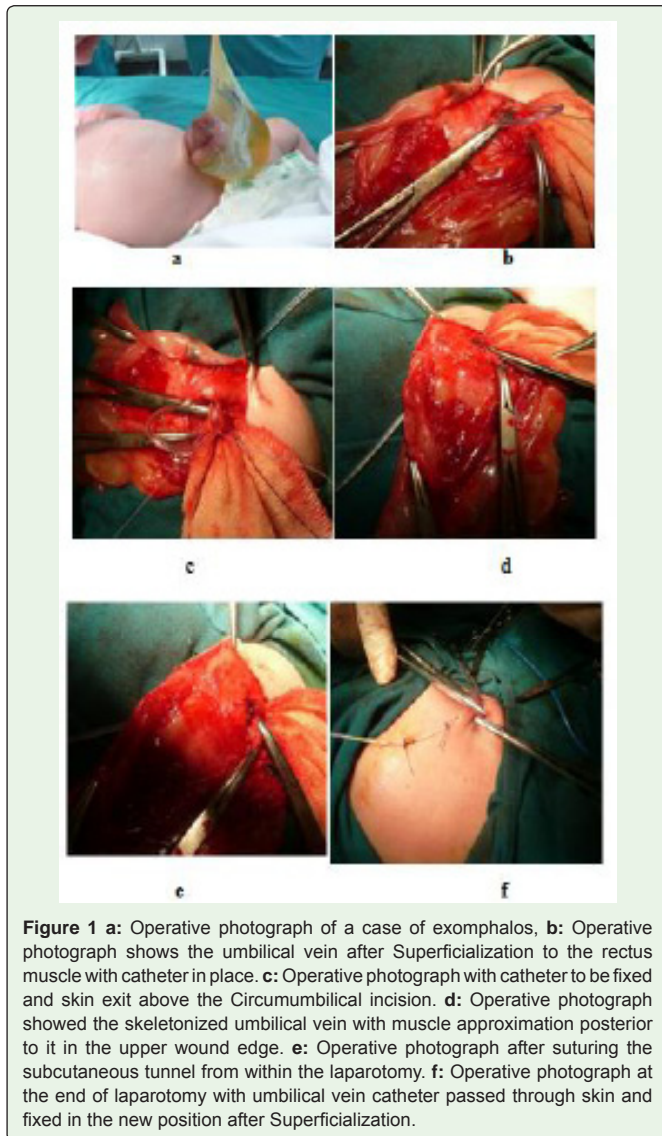 a
b
c
d
e
f
Figure 1 a: Operative photograph of a case of exomphalos, b: Operative
photograph shows the umbilical vein after Superficialization to the rectus
muscle with catheter in place. c: Operative photograph with catheter to be fixed
and skin exit above the Circumumbilical incision. d: Operative photograph
showed the skeletonized umbilical vein with muscle approximation posterior
to it in the upper wound edge. e: Operative photograph after suturing the
subcutaneous tunnel from within the laparotomy. f: Operative photograph at
the end of laparotomy with umbilical vein catheter passed through skin and
fixed in the new position after Superficialization.